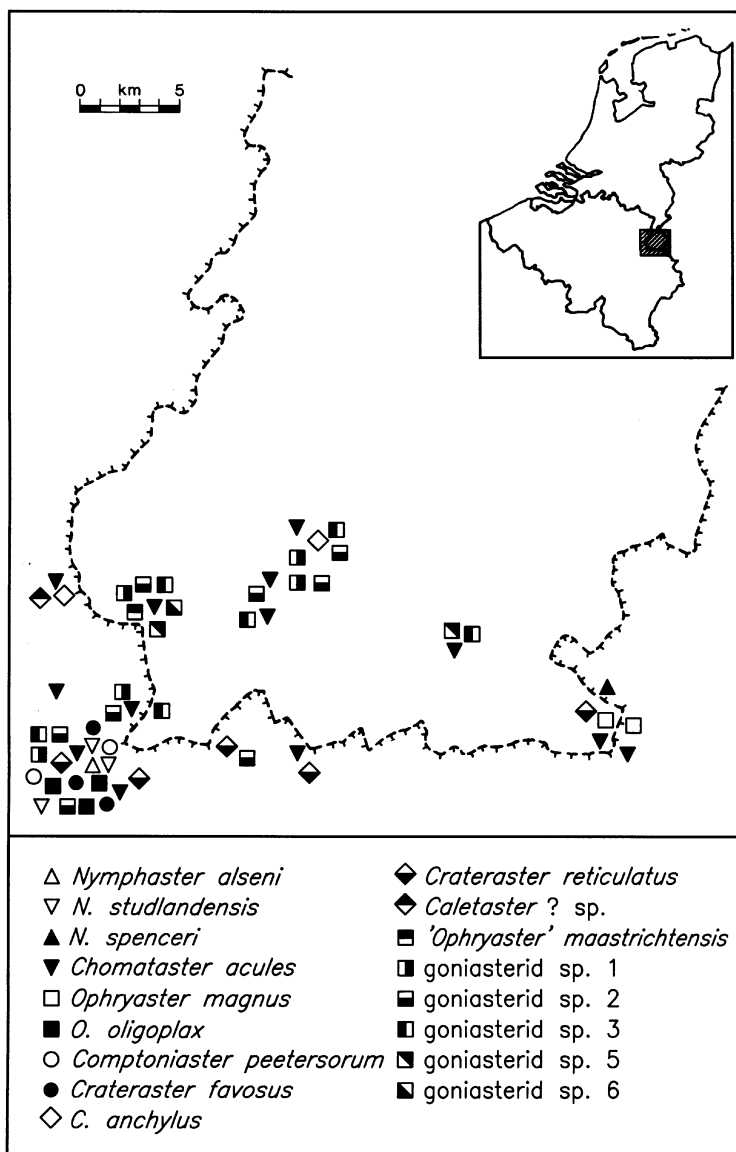 0 km 5
Nymphaster alseni
N. studlandensis
N. spenceri
Chomataster acules
Ophryaster magnus
O. oligoplax
Comptoniaster peetersorum
Crateraster favosus
C. anchylus
Crateraster reticulatus
Caletaster ? sp.
'Ophryaster' maastrichtensis
goniasterid sp. 1
goniasterid sp. 2
goniasterid sp. 3
goniasterid sp. 5
goniasterid sp. 6